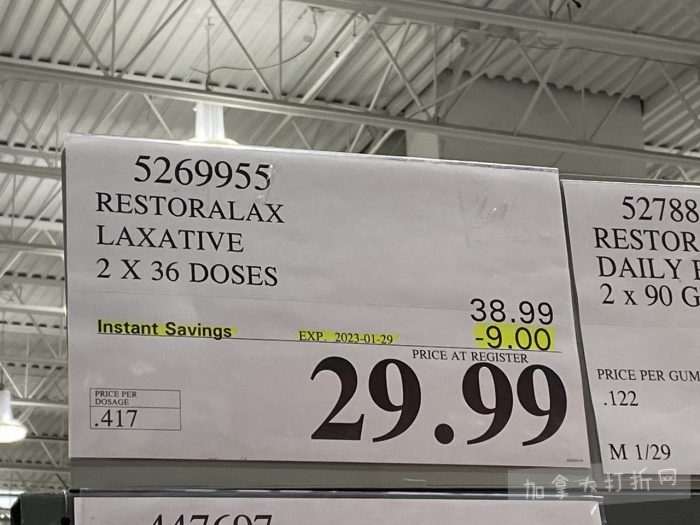 5269955
RESTORALAX
LAXATIVE
2 X 36 DOSES
38.99
Instant Savings EXP. 2023-01-29 -9.00
PRICE AT REGISTER
29.99
PRICE PER
DOSAGE
.417
52788
RESTOR
DAILY
2 x 90 G
PRICE PER GUM
.122
M 1/29
加拿大打折网